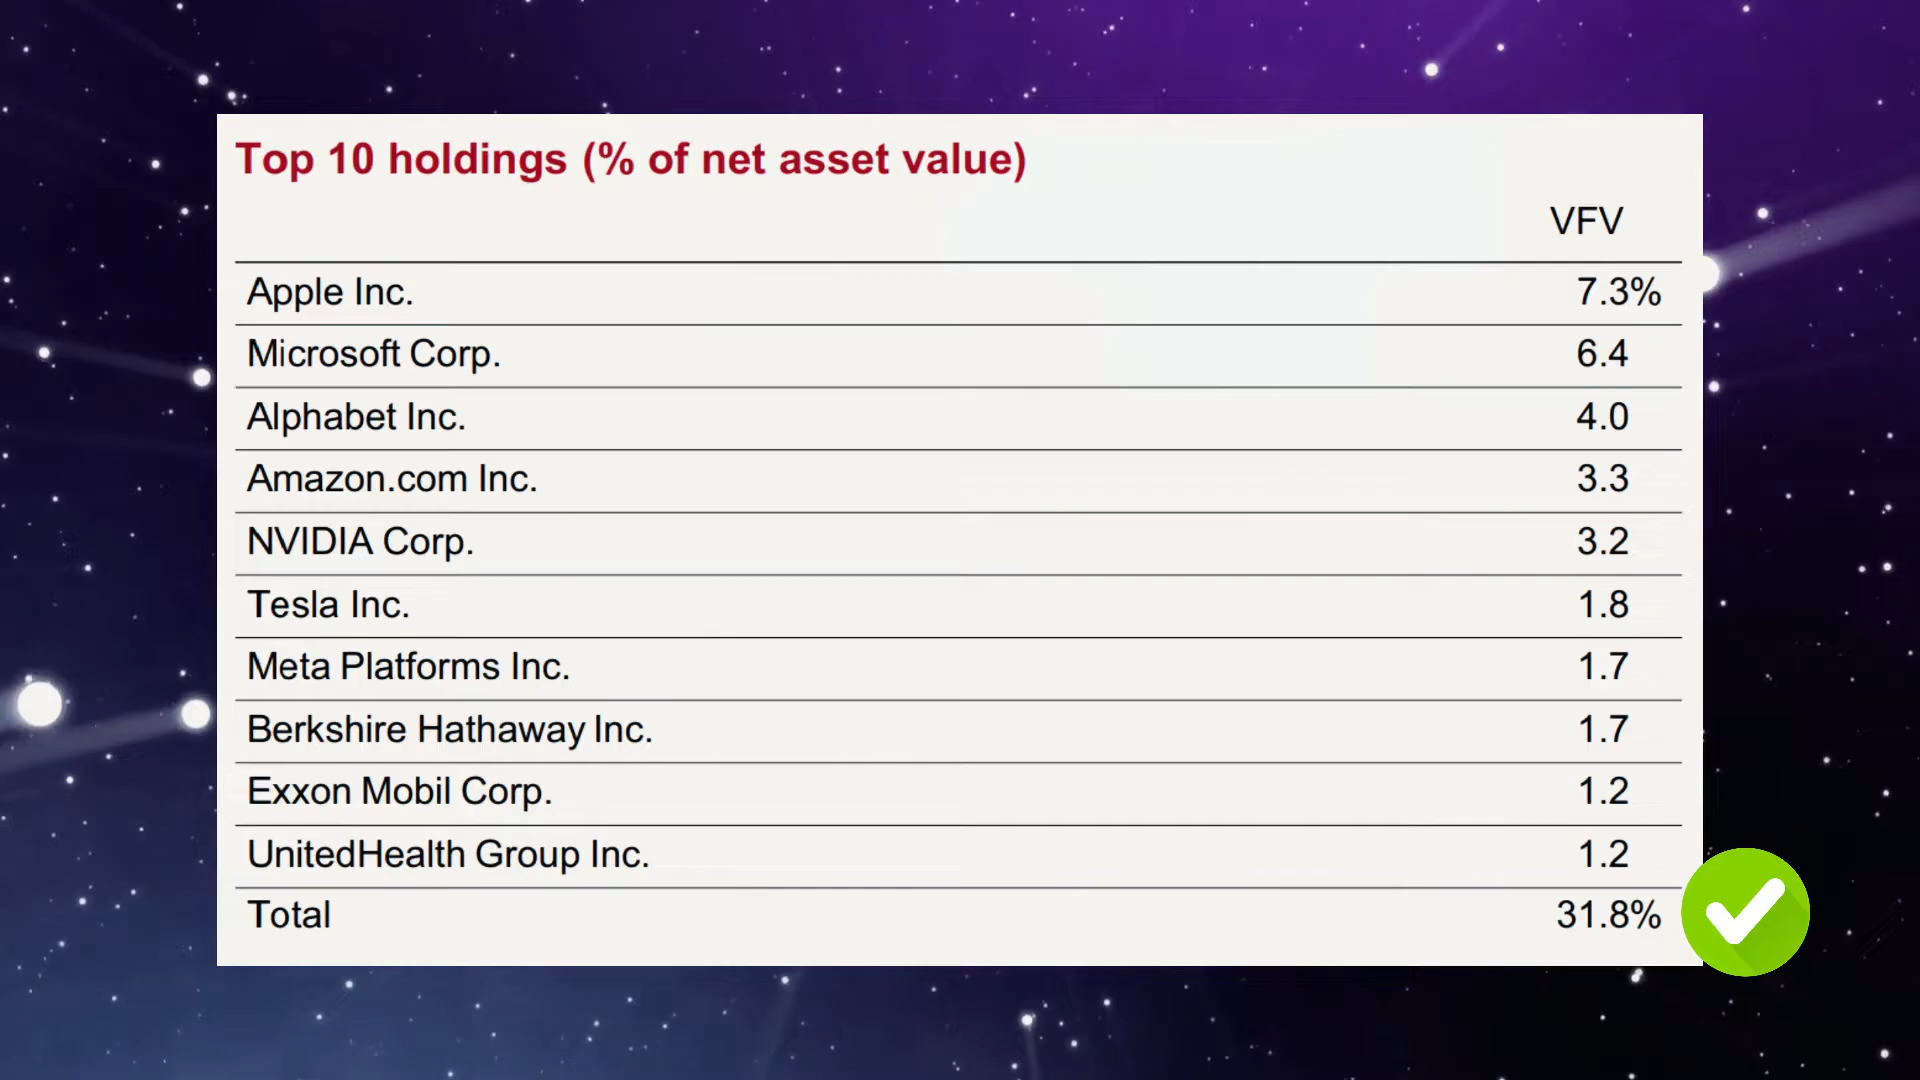 Top 10 holdings (% of net asset value)
VFV
Apple Inc. 7.3%
Microsoft Corp. 6.4
Alphabet Inc. 4.0
Amazon.com Inc. 3.3
NVIDIA Corp. 3.2
Tesla Inc. 1.8
Meta Platforms Inc. 1.7
Berkshire Hathaway Inc. 1.7
Exxon Mobil Corp. 1.2
UnitedHealth Group Inc. 1.2
Total 31.8%